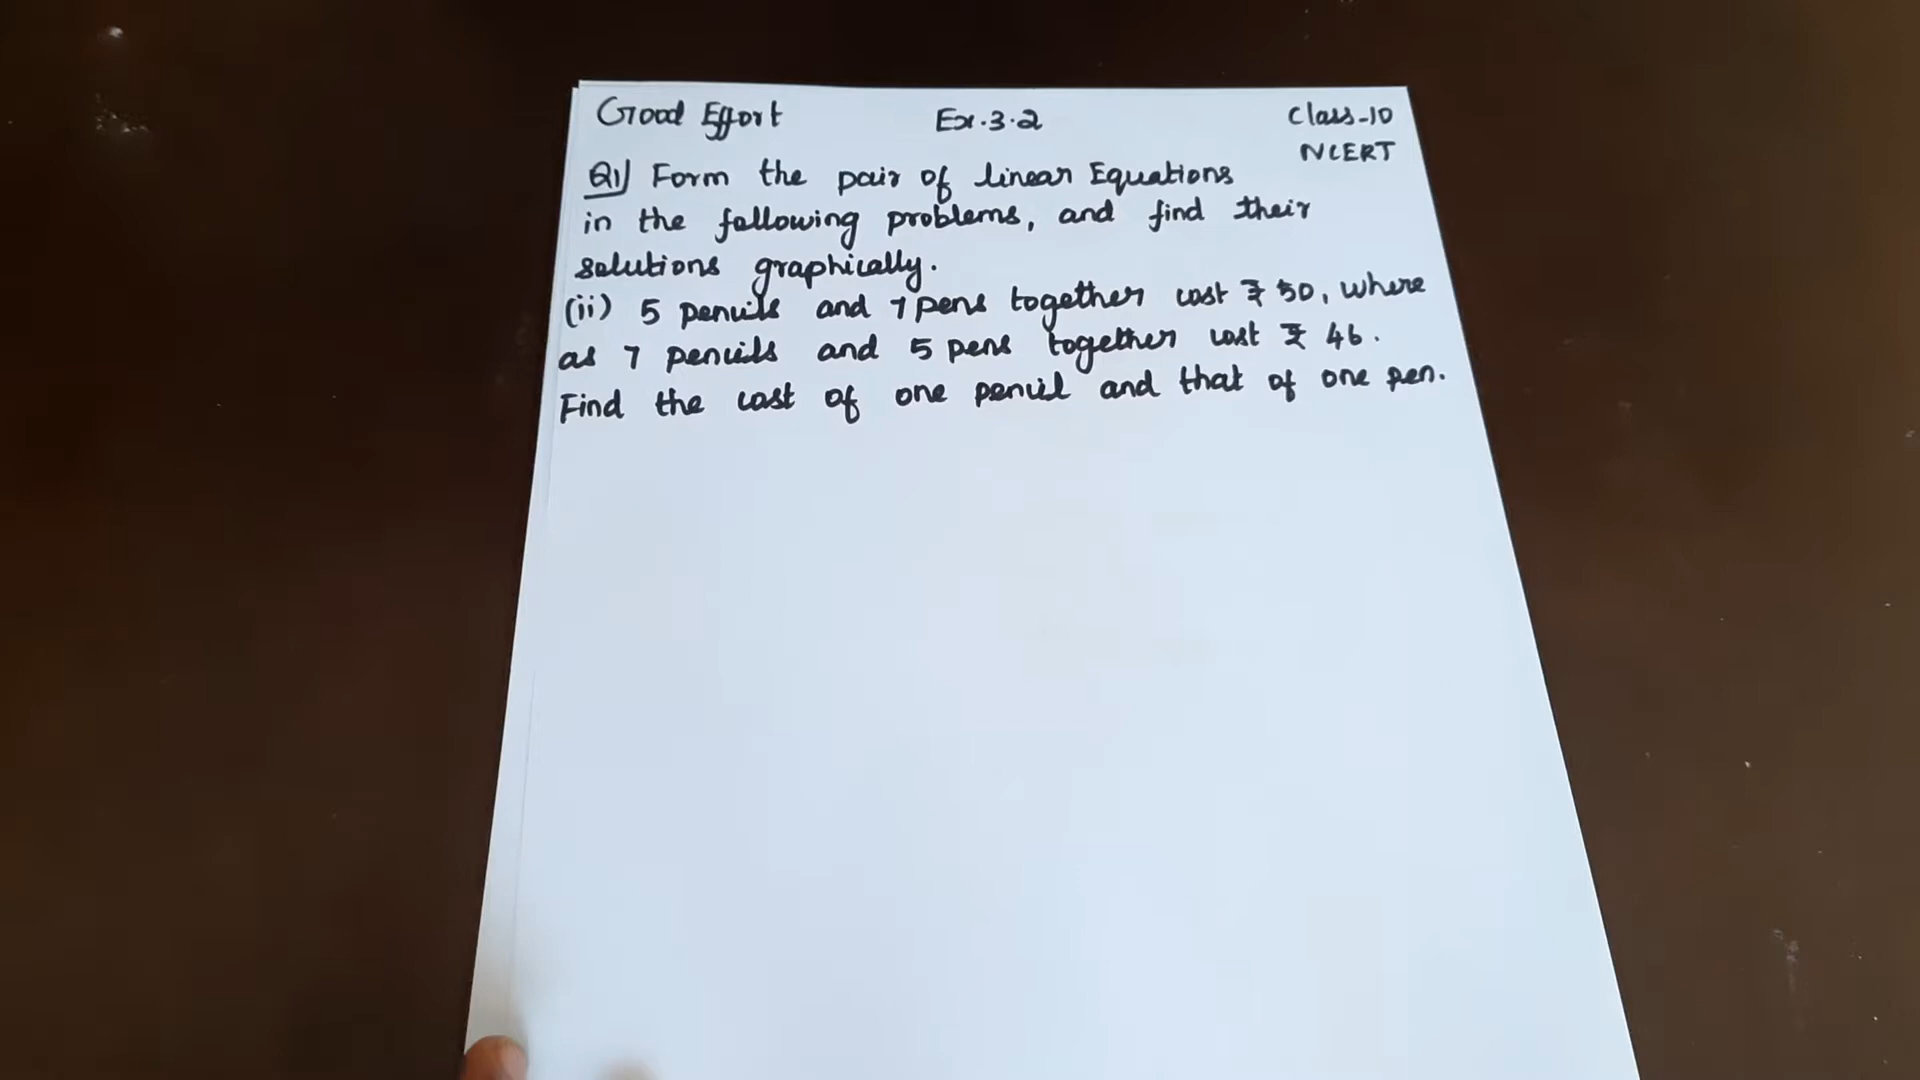 Good Effort Ex.3.2 Class-10
NCERT
Q1) Form the pair of linear Equations
in the following problems, and find their
solutions graphically.
(ii) 5 pencils and 7 pens together cost ₹ 50, where
as 7 pencils and 5 pens together cost ₹ 46.
Find the cost of one pencil and that of one pen.